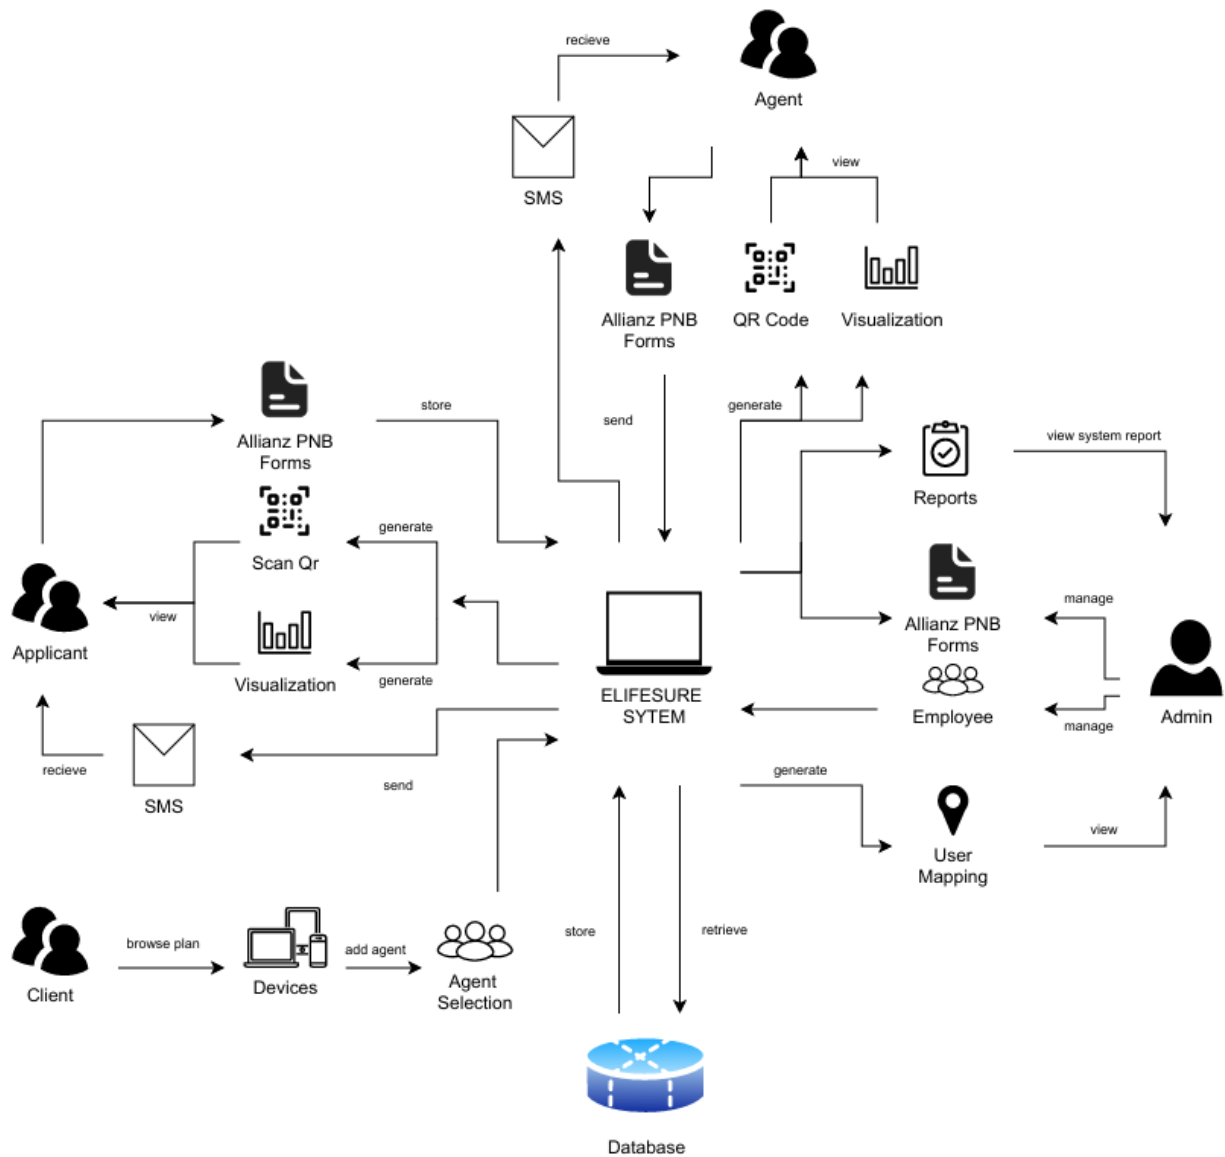 recieve
Agent
SMS
view
Allianz PNB
Forms
QR Code
Visualization
send
generate
store
Allianz PNB
Forms
view system report
Reports
generate
Scan Qr
Applicant
view
Visualization
generate
ELIFESURE
SYTEM
Allianz PNB
Forms
manage
Employee
manage
Admin
recieve
SMS
send
generate
User
Mapping
view
Client
browse plan
Devices
add agent
Agent
Selection
store
retrieve
Database